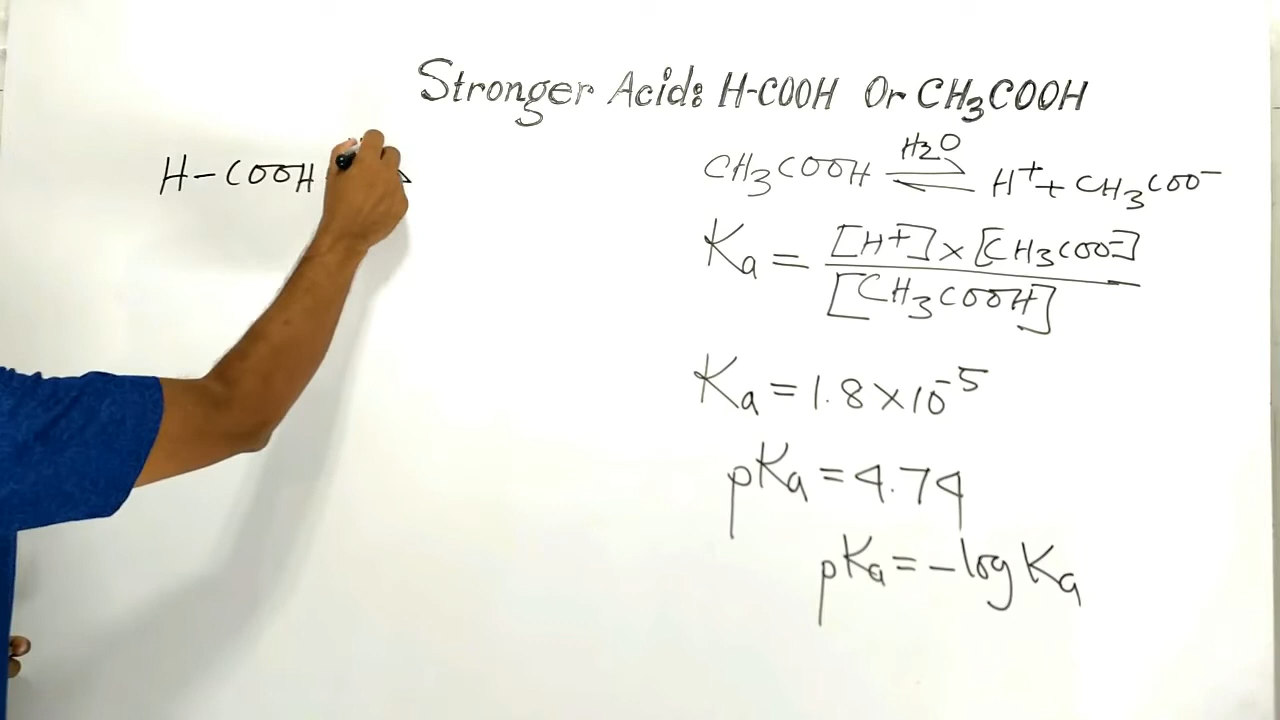 Stronger Acid: H-COOH Or CH₃COOH
H-COOH
H₂O
CH₃COOH ⇌ H⁺ + CH₃COO⁻
Ka = [H⁺] × [CH₃COO⁻]
[CH₃COOH]
Ka = 1.8 × 10⁻⁵
pKa = 4.74
pKa = -log Ka